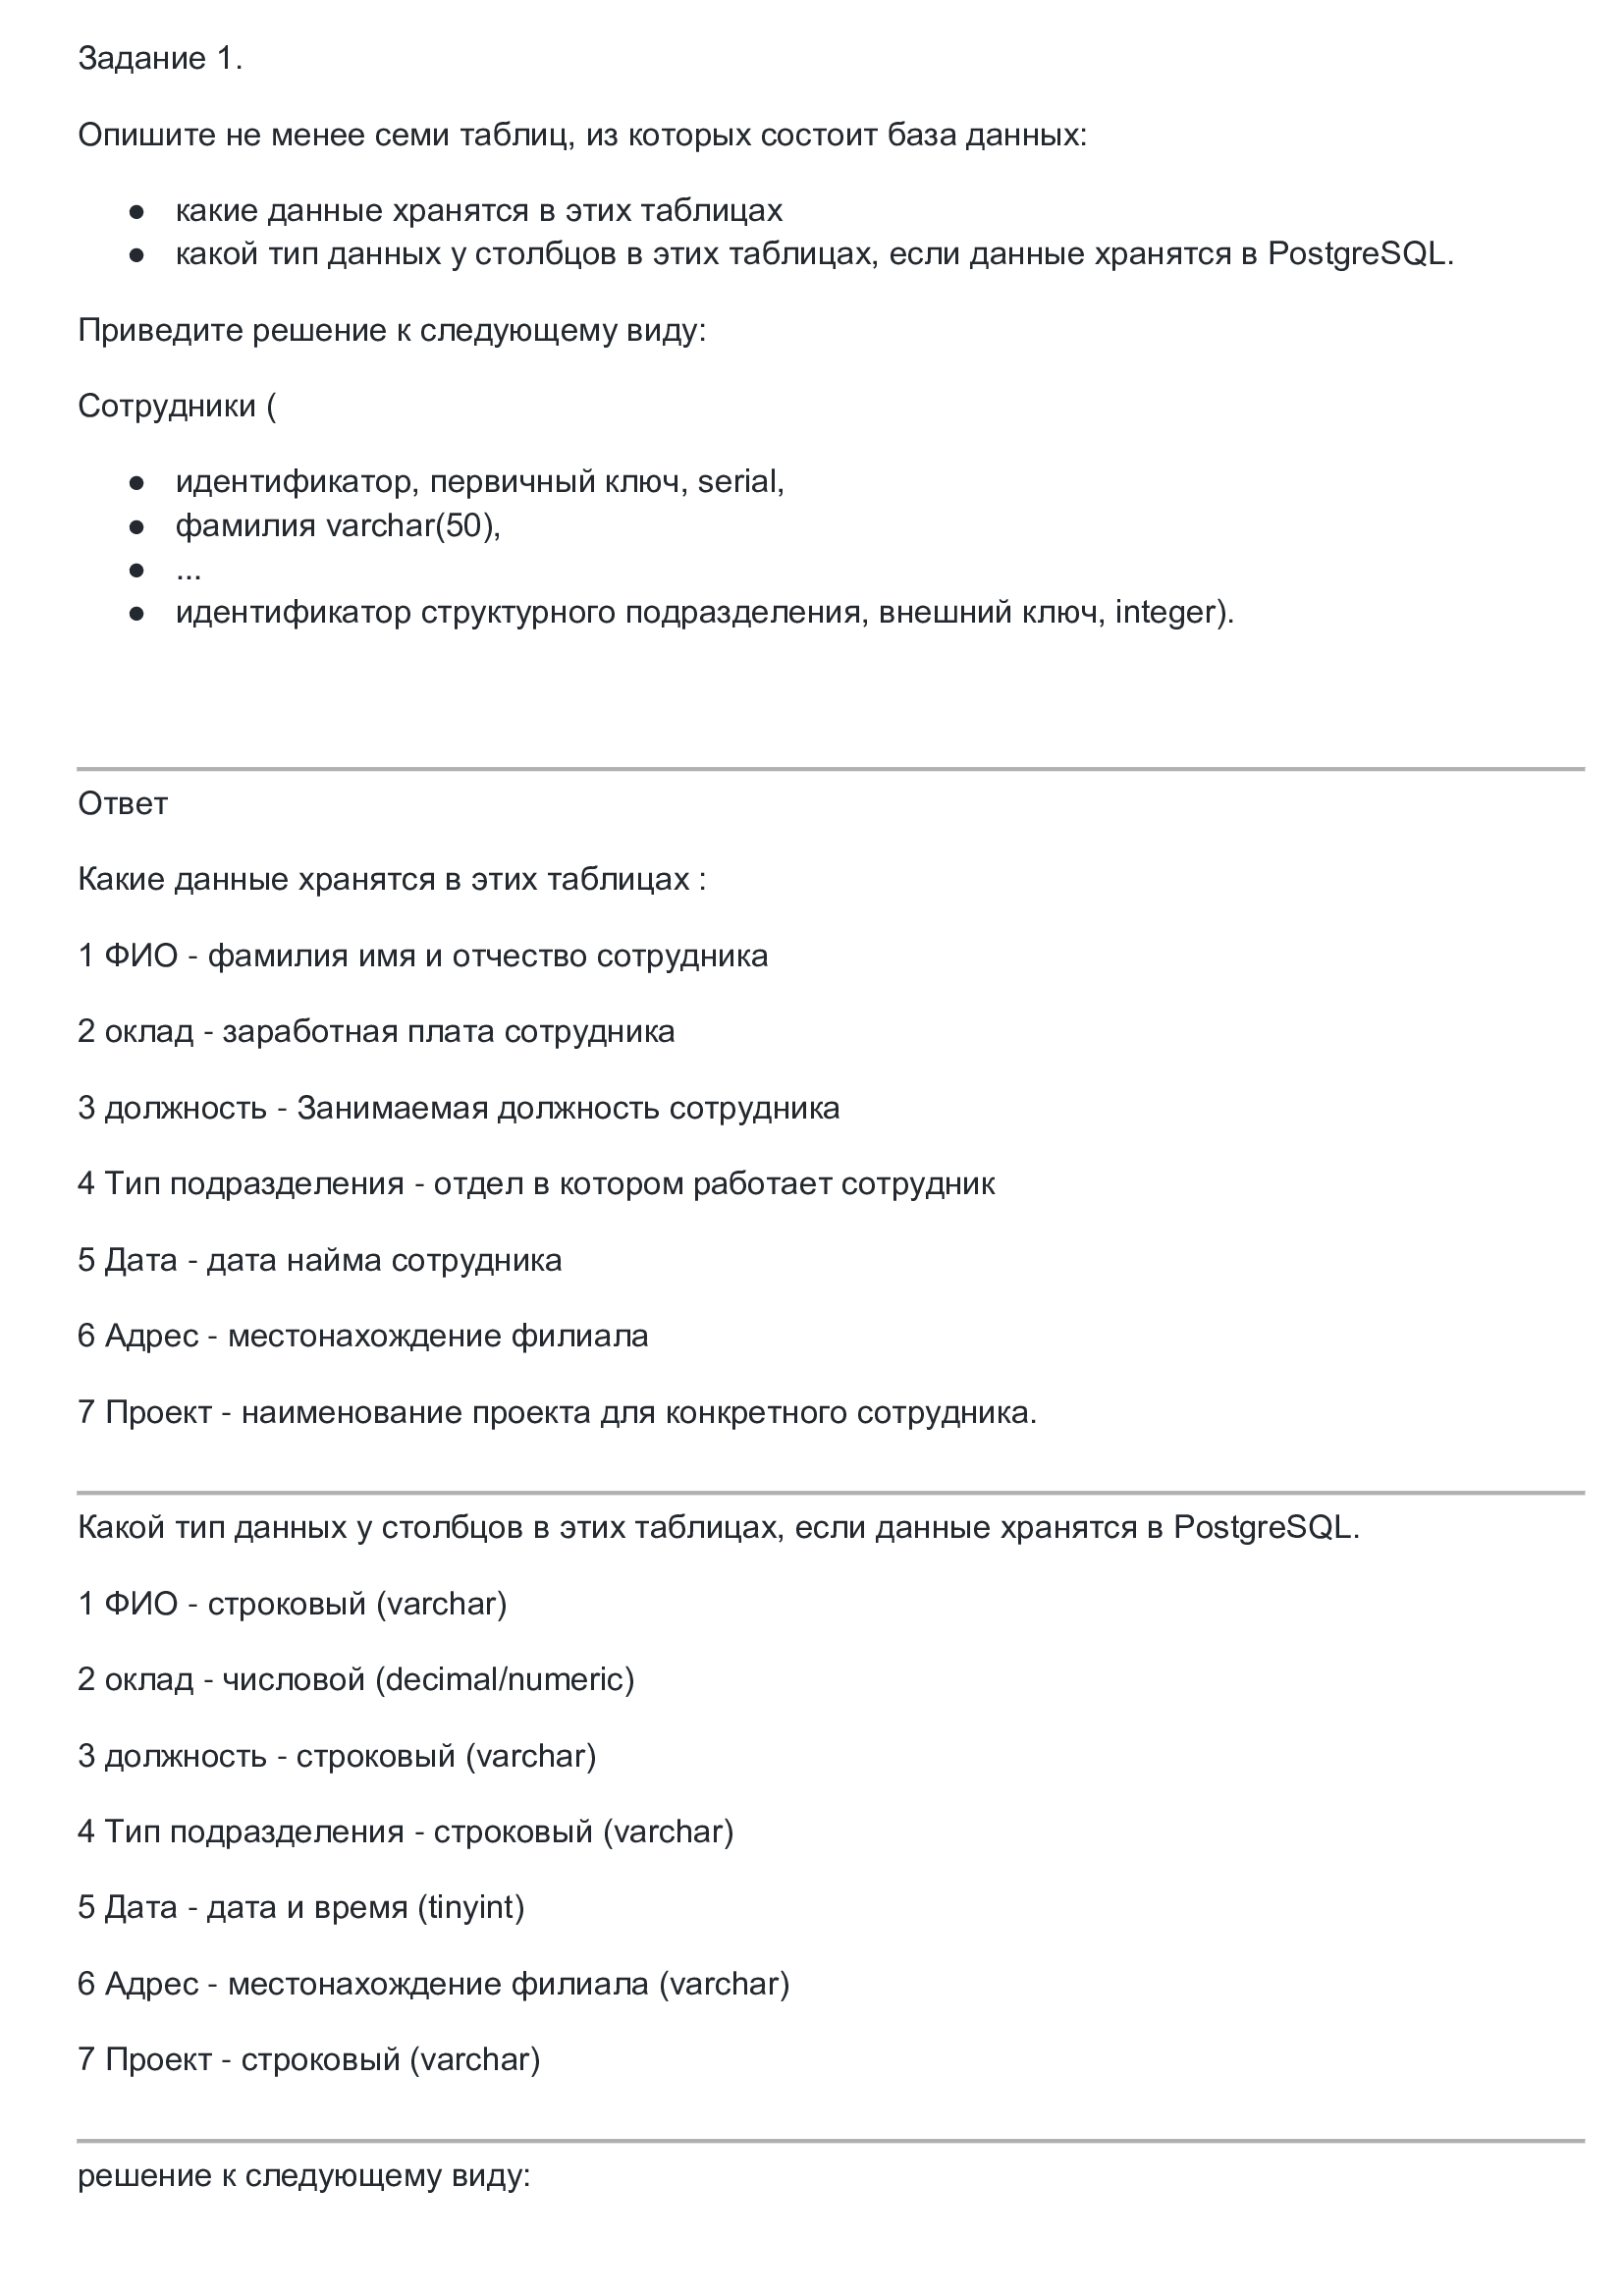 Задание 1.
Опишите не менее семи таблиц, из которых состоит база данных:
● какие данные хранятся в этих таблицах
● какой тип данных у столбцов в этих таблицах, если данные хранятся в PostgreSQL.
Приведите решение к следующему виду:
Сотрудники (
● идентификатор, первичный ключ, serial,
● фамилия varchar(50),
● ...
● идентификатор структурного подразделения, внешний ключ, integer).
Ответ
Какие данные хранятся в этих таблицах :
1 ФИО - фамилия имя и отчество сотрудника
2 оклад - заработная плата сотрудника
3 должность - Занимаемая должность сотрудника
4 Тип подразделения - отдел в котором работает сотрудник
5 Дата - дата найма сотрудника
6 Адрес - местонахождение филиала
7 Проект - наименование проекта для конкретного сотрудника.
Какой тип данных у столбцов в этих таблицах, если данные хранятся в PostgreSQL.
1 ФИО - строковый (varchar)
2 оклад - числовой (decimal/numeric)
3 должность - строковый (varchar)
4 Тип подразделения - строковый (varchar)
5 Дата - дата и время (tinyint)
6 Адрес - местонахождение филиала (varchar)
7 Проект - строковый (varchar)
решение к следующему виду: